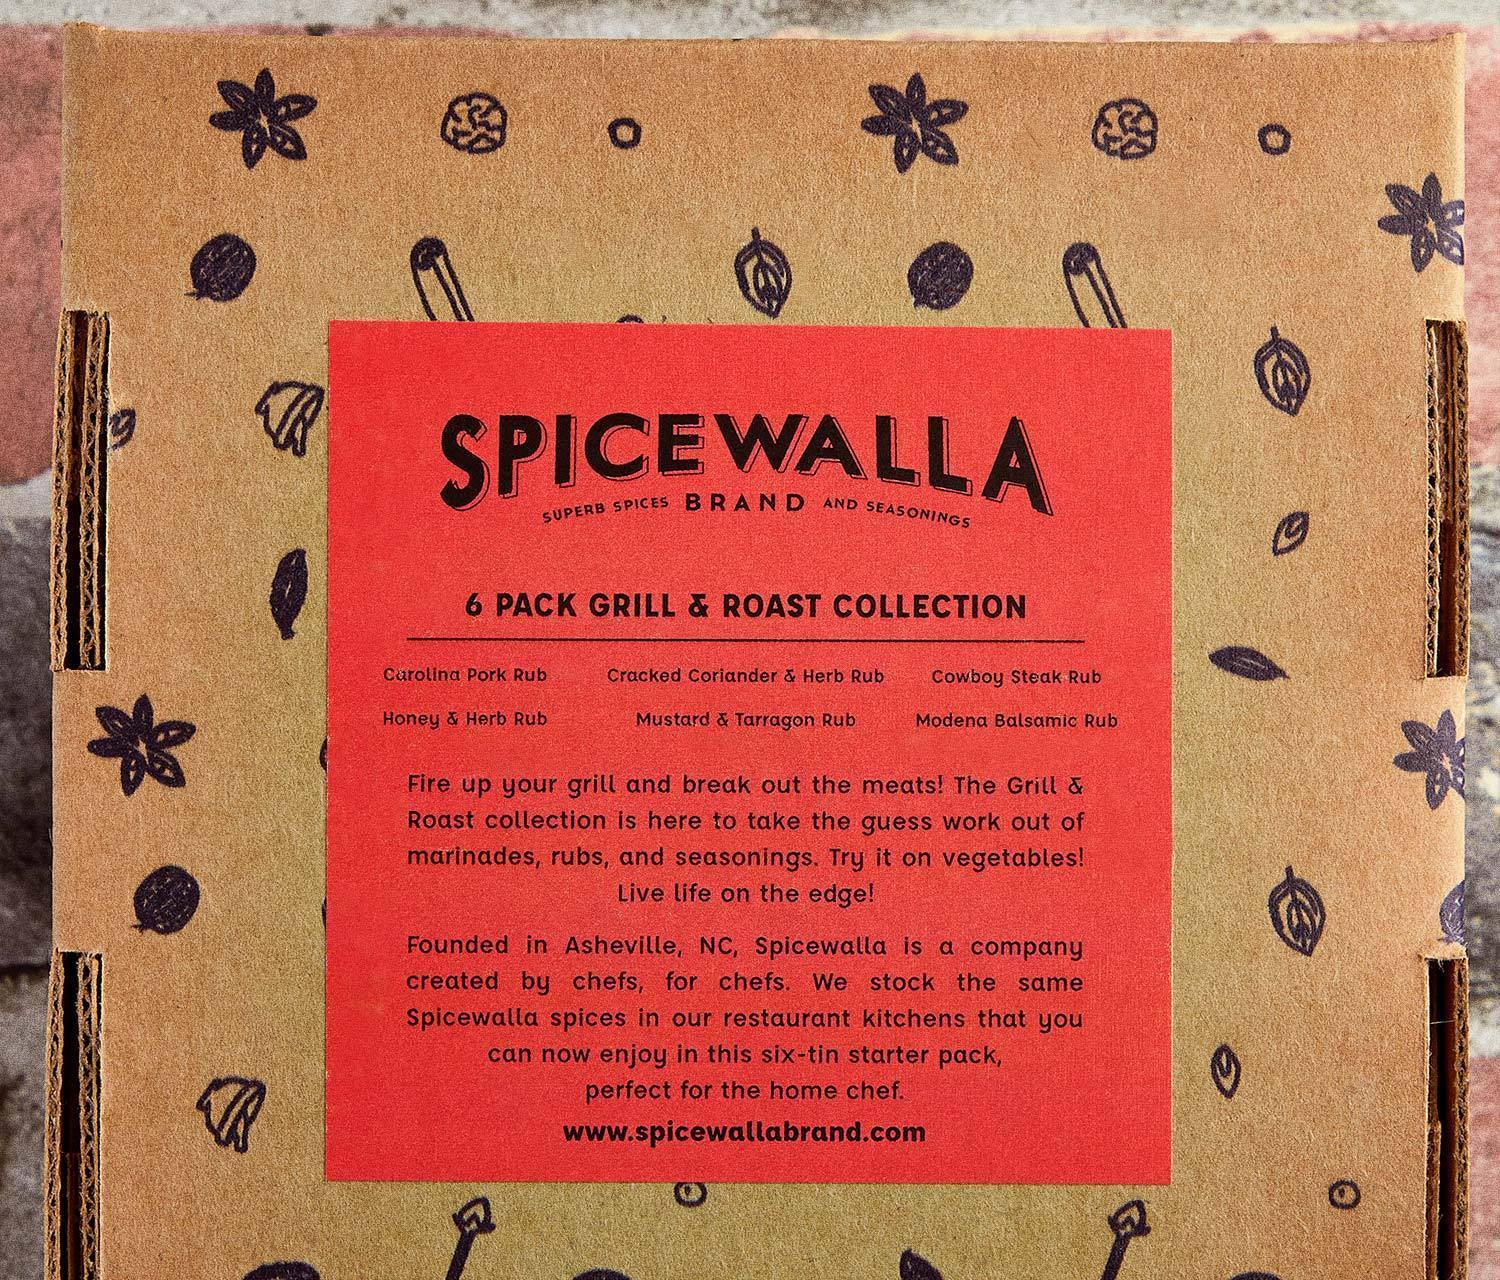 SPICEWALLA
SUPERB SPICES BRAND AND SEASONINGS
6 PACK GRILL & ROAST COLLECTION
Carolina Pork Rub Cracked Coriander & Herb Rub Cowboy Steak Rub
Honey & Herb Rub Mustard & Tarragon Rub Modena Balsamic Rub
Fire up your grill and break out the meats! The Grill &
Roast collection is here to take the guess work out of
marinades, rubs, and seasonings. Try it on vegetables!
Live life on the edge!
Founded in Asheville, NC, Spicewalla is a company
created by chefs, for chefs. We stock the same
Spicewalla spices in our restaurant kitchens that you
can now enjoy in this six-tin starter pack,
perfect for the home chef.
www.spicewallabrand.com